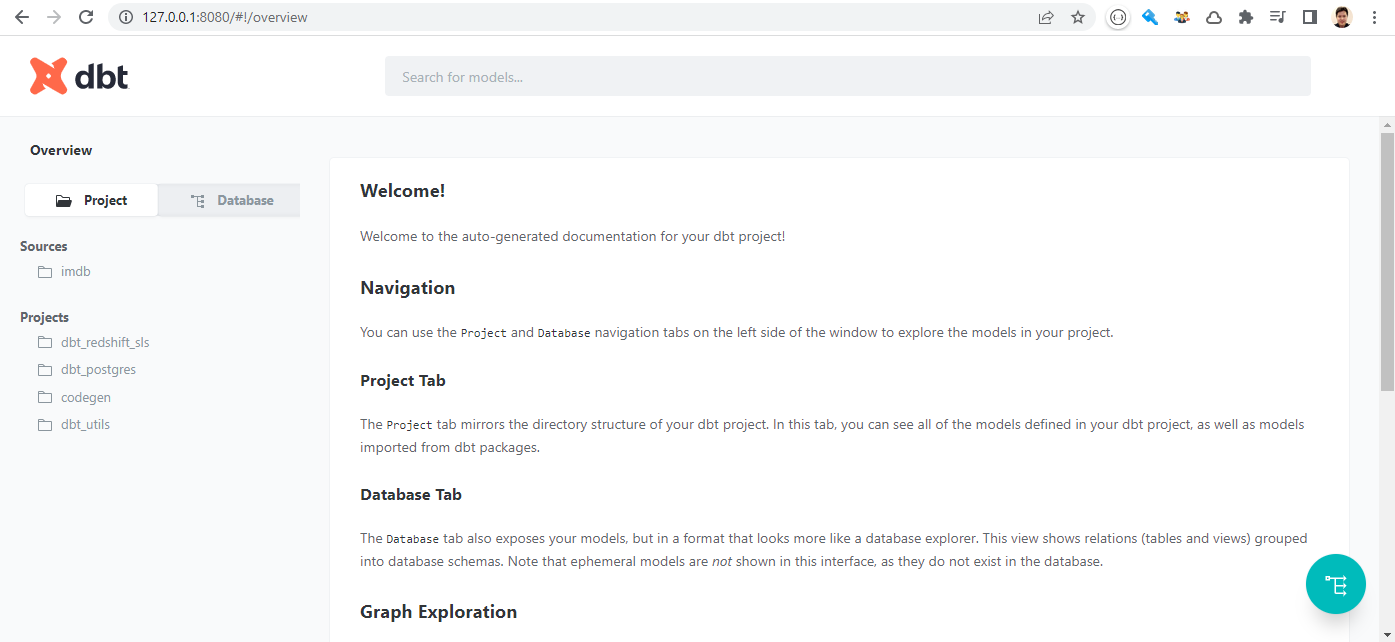 127.0.0.1:8080/#!/overview
dbt
Search for models...
Overview
Project
Database
Sources
imdb
Projects
dbt_redshift_sls
dbt_postgres
codegen
dbt_utils
Welcome!
Welcome to the auto-generated documentation for your dbt project!
Navigation
You can use the Project and Database navigation tabs on the left side of the window to explore the models in your project.
Project Tab
The Project tab mirrors the directory structure of your dbt project. In this tab, you can see all of the models defined in your dbt project, as well as models
imported from dbt packages.
Database Tab
The Database tab also exposes your models, but in a format that looks more like a database explorer. This view shows relations (tables and views) grouped
into database schemas. Note that ephemeral models are not shown in this interface, as they do not exist in the database.
Graph Exploration